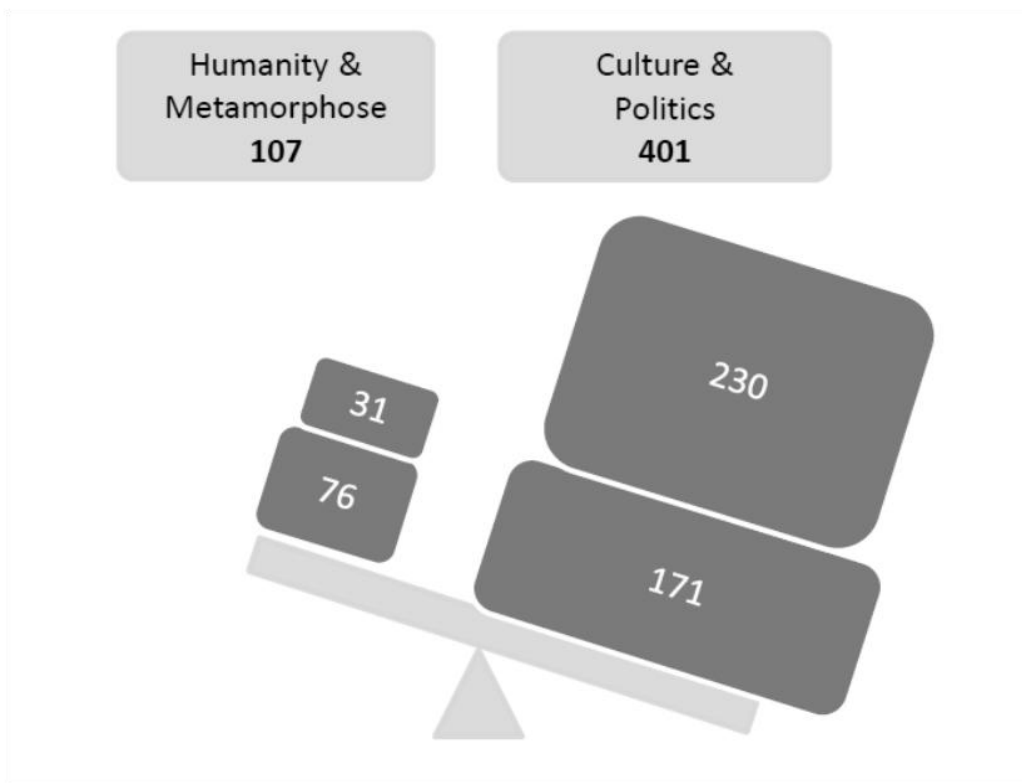 Humanity &
Metamorphose
107
Culture &
Politics
401
230
31
76
171